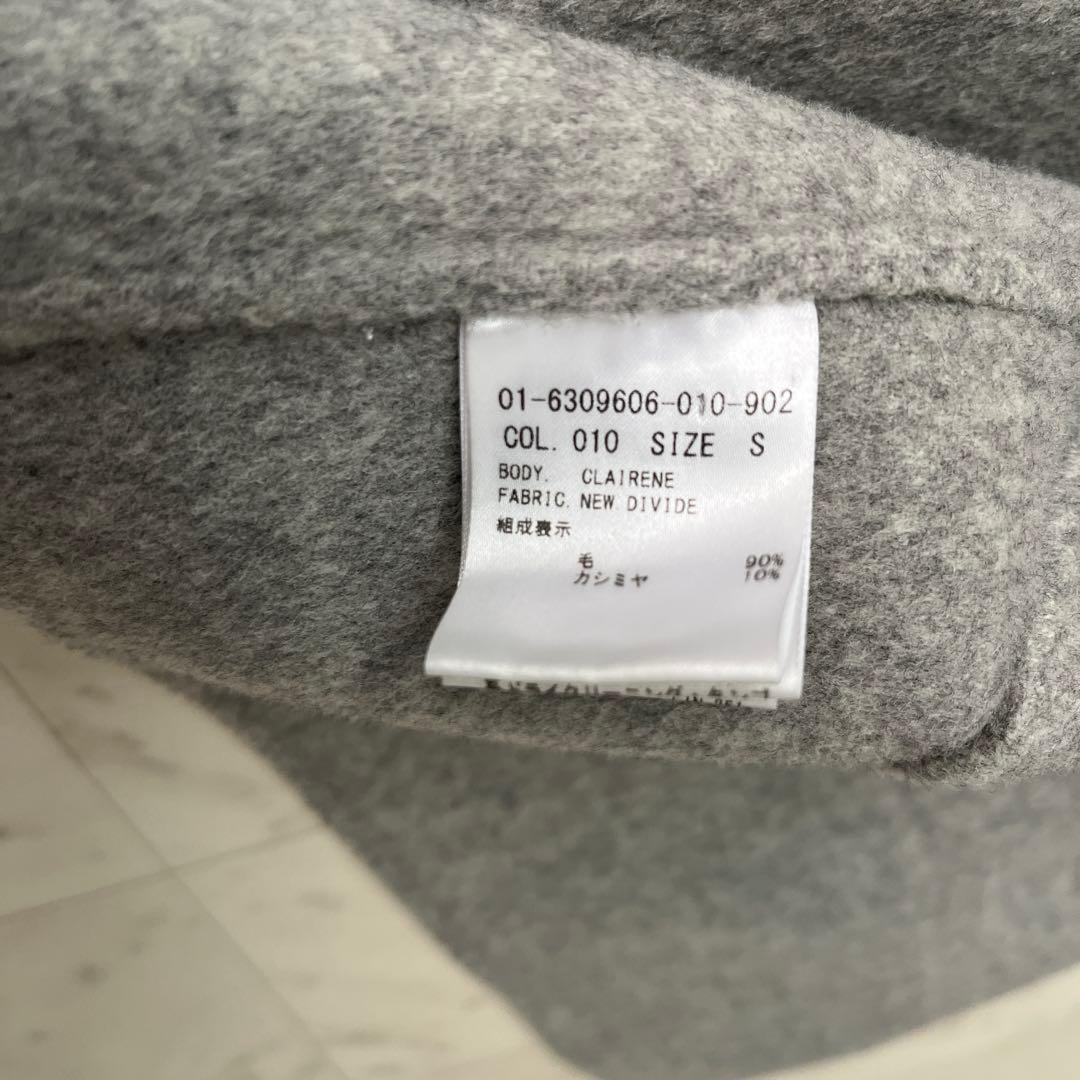 01-6309606-010-902
COL. 010 SIZE S
BODY. CLAIRENE
FABRIC. NEW DIVIDE
組成表示
毛 90%
カシミヤ 10%